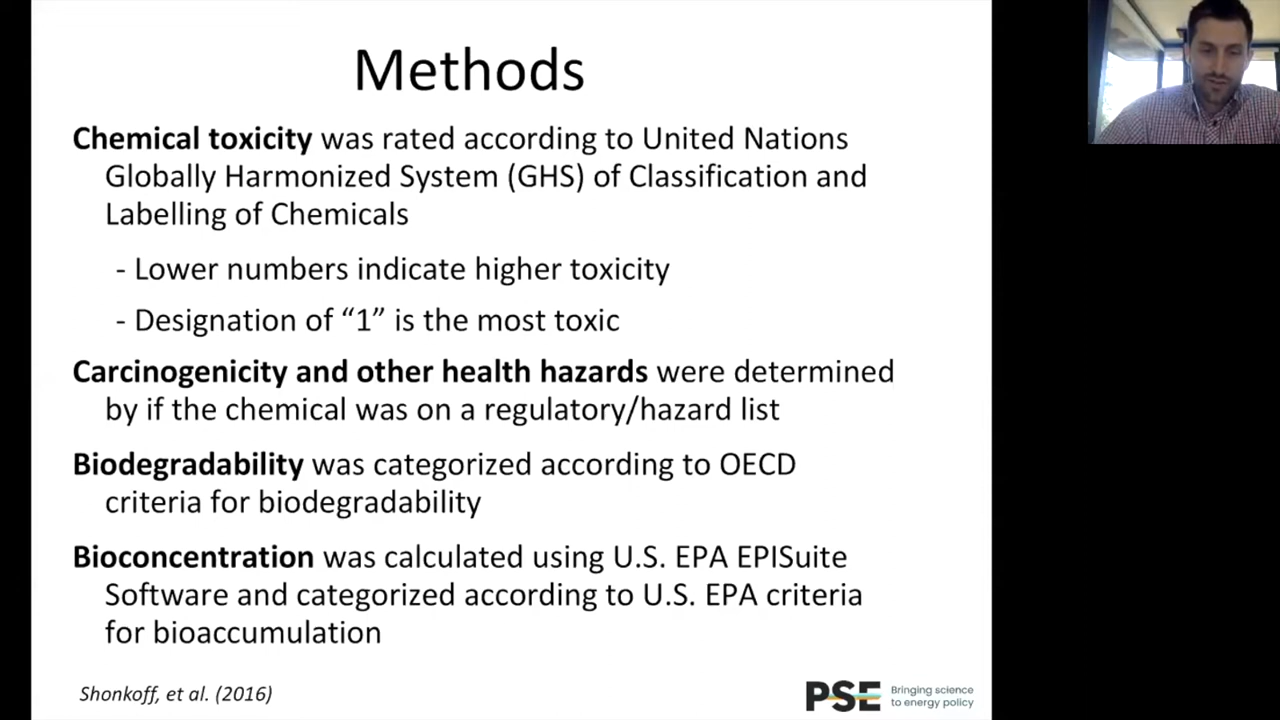 Methods
Chemical toxicity was rated according to United Nations
Globally Harmonized System (GHS) of Classification and
Labelling of Chemicals
- Lower numbers indicate higher toxicity
- Designation of “1” is the most toxic
Carcinogenicity and other health hazards were determined
by if the chemical was on a regulatory/hazard list
Biodegradability was categorized according to OECD
criteria for biodegradability
Bioconcentration was calculated using U.S. EPA EPISuite
Software and categorized according to U.S. EPA criteria
for bioaccumulation
Shonkoff, et al. (2016)
PSE
Bringing science
to energy policy